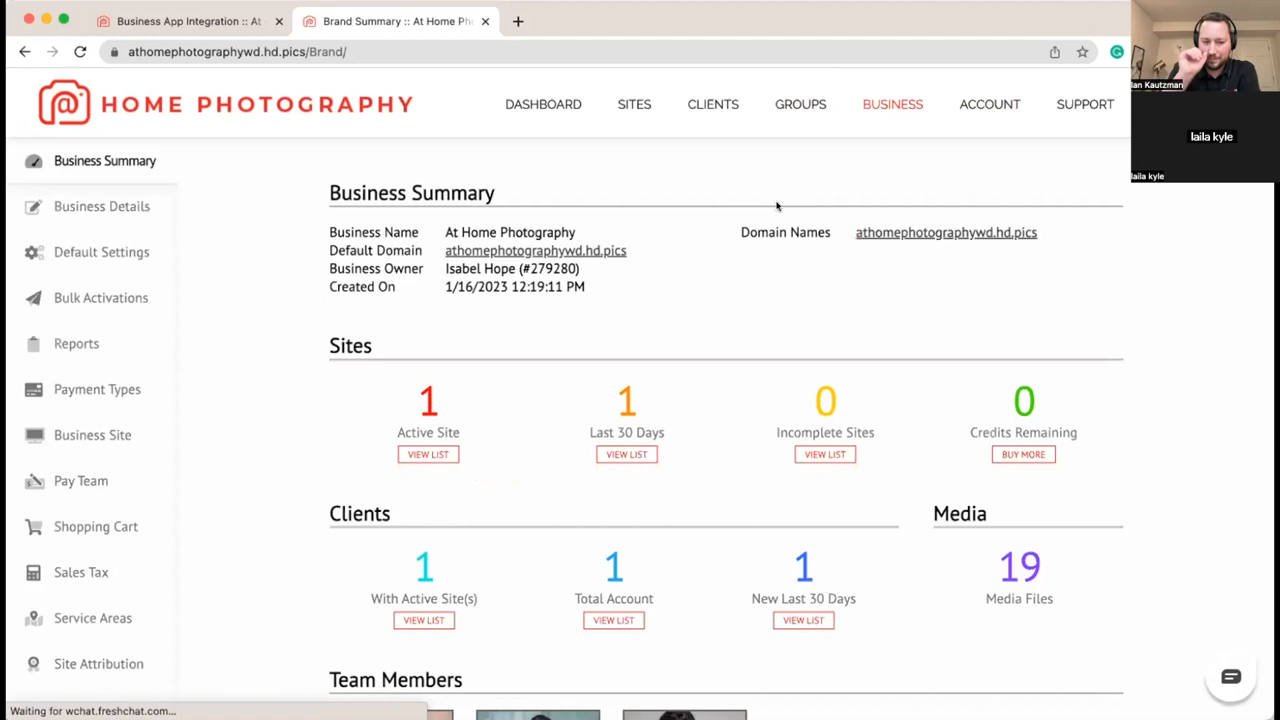 Business App Integration :: At
Brand Summary :: At Home Pho
athomephotographywd.hd.pics/Brand/
@ HOME PHOTOGRAPHY
DASHBOARD SITES CLIENTS GROUPS BUSINESS ACCOUNT SUPPORT
Ian Kautzman
laila kyle
laila kyle
Business Summary
Business Details
Default Settings
Bulk Activations
Reports
Payment Types
Business Site
Pay Team
Shopping Cart
Sales Tax
Service Areas
Site Attribution
Business Summary
Business Name At Home Photography
Default Domain athomephotographywd.hd.pics
Business Owner Isabel Hope (#279280)
Created On 1/16/2023 12:19:11 PM
Domain Names athomephotographywd.hd.pics
Sites
1 1 0 0
Active Site Last 30 Days Incomplete Sites Credits Remaining
VIEW LIST VIEW LIST VIEW LIST BUY MORE
Clients Media
1 1 1 19
With Active Site(s) Total Account New Last 30 Days Media Files
VIEW LIST VIEW LIST VIEW LIST
Team Members
Waiting for wchat.freshchat.com...